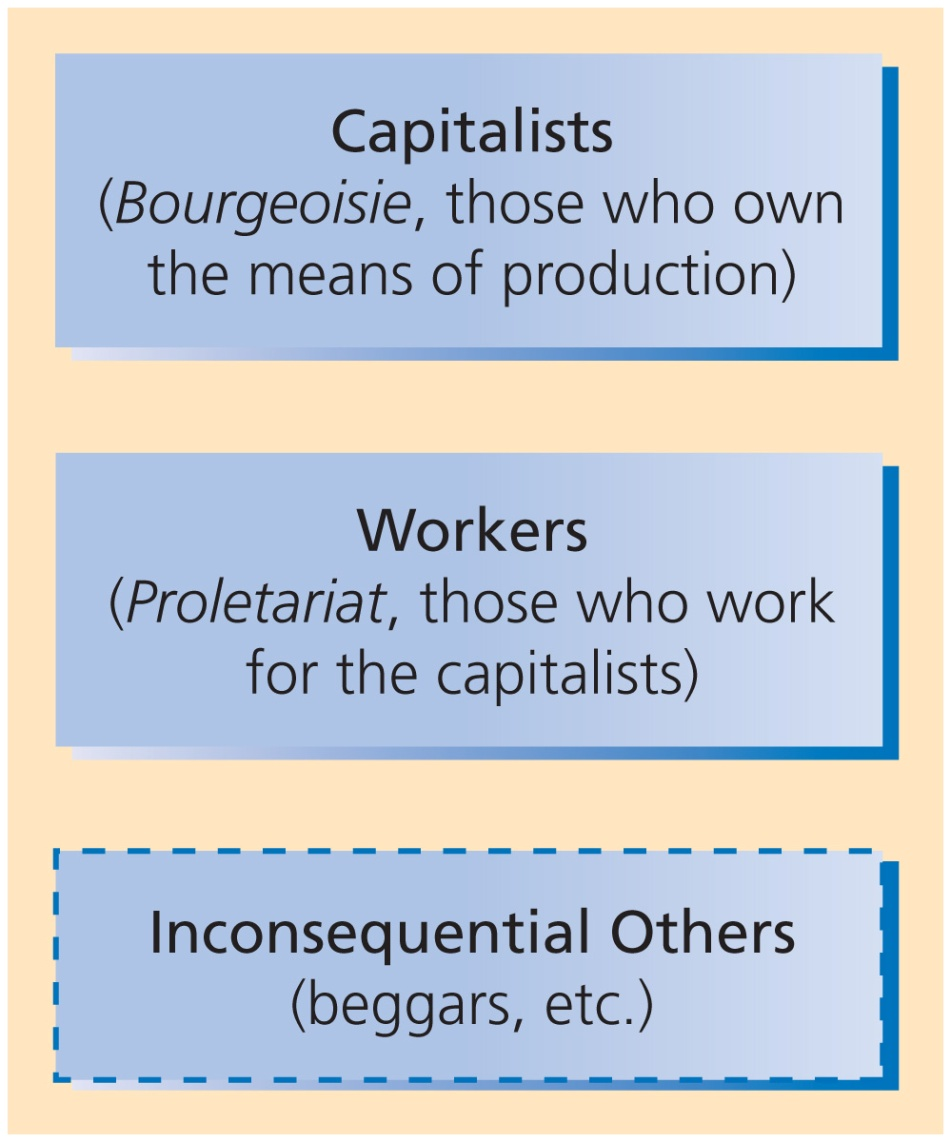 Capitalists
(Bourgeoisie, those who own
the means of production)
Workers
(Proletariat, those who work
for the capitalists)
Inconsequential Others
(beggars, etc.)